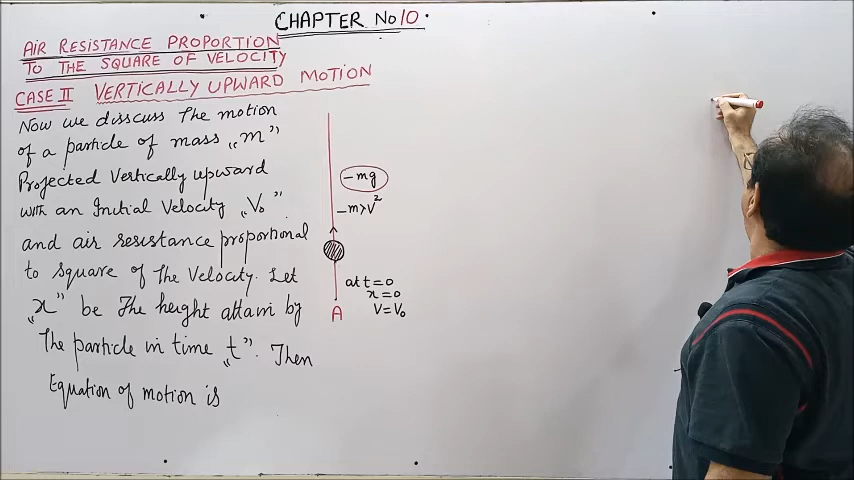 CHAPTER No 10.
AIR RESISTANCE PROPORTION
TO THE SQUARE OF VELOCITY
CASE II VERTICALLY UPWARD MOTION
Now we disscuss The motion
of a particle of mass „m”
Projected Vertically upward
with an Initial Velocity „V₀”
and air resistance proportional
to square of The Velocity. Let
„x” be The height attain by
The particle in time „t”. Then
Equation of motion is
-mg
-mλv²
at t=0
x=0
V=V₀
A